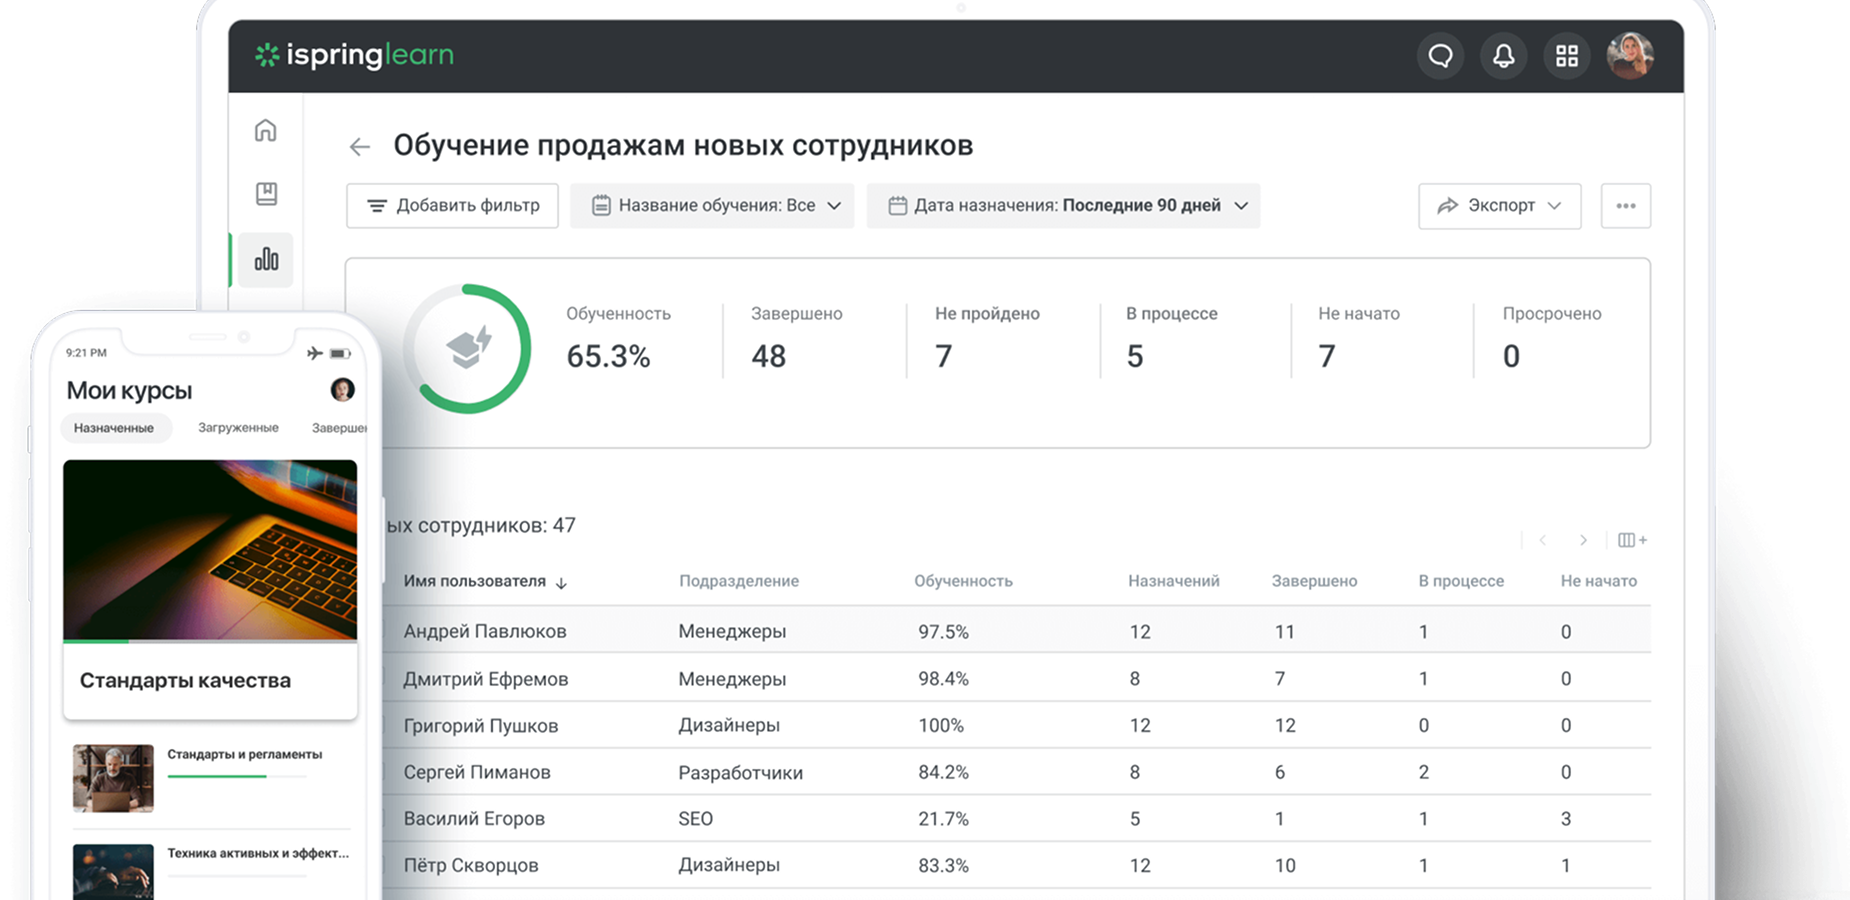 ispringlearn
Обучение продажам новых сотрудников
Добавить фильтр
Название обучения: Все
Дата назначения: Последние 90 дней
Экспорт
Обученность Завершено Не пройдено В процессе Не начато Просрочено
65.3% 48 7 5 7 0
ых сотрудников: 47
Имя пользователя Подразделение Обученность Назначений Завершено В процессе Не начато
Андрей Павлюков Менеджеры 97.5% 12 11 1 0
Дмитрий Ефремов Менеджеры 98.4% 8 7 1 0
Григорий Пушков Дизайнеры 100% 12 12 0 0
Сергей Пиманов Разработчики 84.2% 8 6 2 0
Василий Егоров SEO 21.7% 5 1 1 3
Пётр Скворцов Дизайнеры 83.3% 12 10 1 1
9:21 PM
Мои курсы
Назначенные Загруженные Завершен
Стандарты качества
Стандарты и регламенты
Техника активных и эффект...